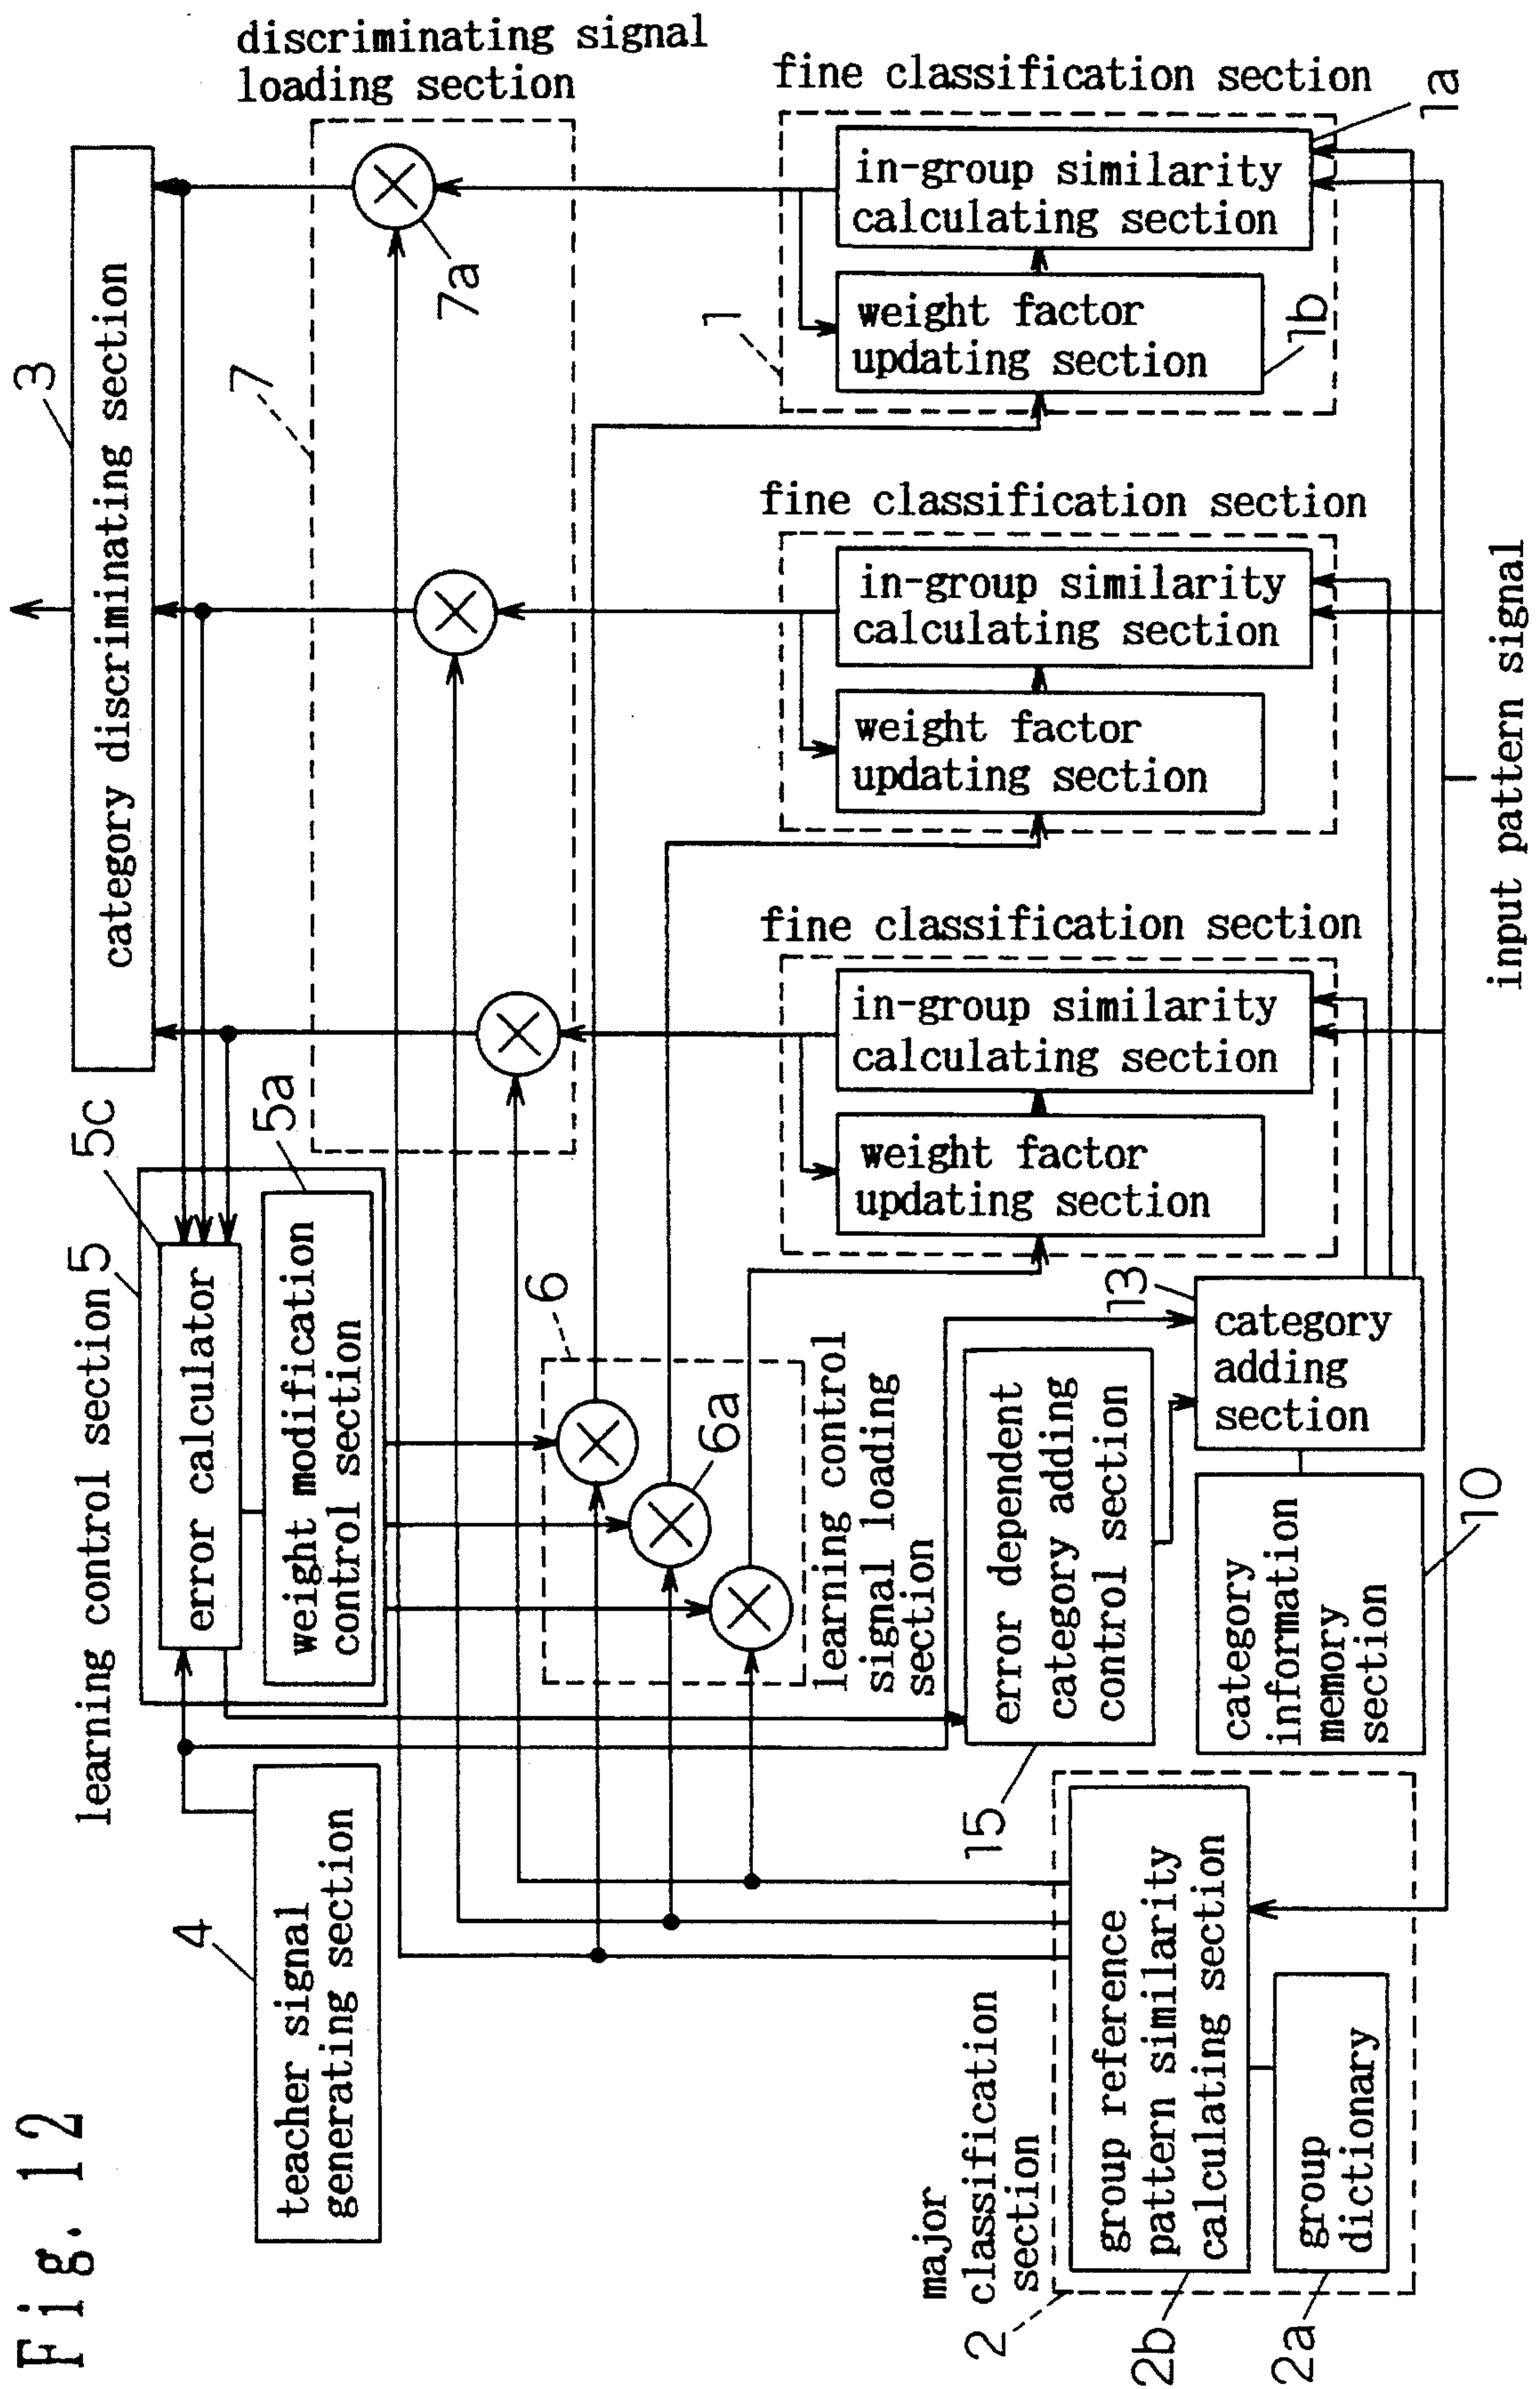 Fig. 12
discriminating signal
loading section
fine classification section
1a
in-group similarity
calculating section
weight factor
updating section
1b
1
7a
7
3
category discriminating section
fine classification section
in-group similarity
calculating section
weight factor
updating section
input pattern signal
fine classification section
in-group similarity
calculating section
weight factor
updating section
learning control section 5
5c
5a
error calculator
weight modification
control section
6
6a
learning control
signal loading
section
13
category
adding
section
error dependent
category adding
control section
15
category
information
memory
section
10
4
teacher signal
generating section
major
classification
section
2
group reference
pattern similarity
calculating section
2b
group
dictionary
2a